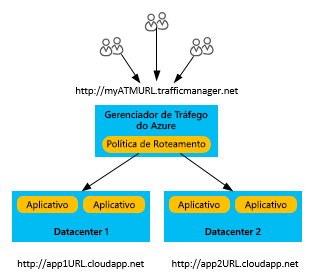 http://myATMURL.trafficmanager.net
Gerenciador de Tráfego
do Azure
Política de Roteamento
Aplicativo Aplicativo Aplicativo Aplicativo
Datacenter 1 Datacenter 2
http://app1URL.cloudapp.net http://app2URL.cloudapp.net